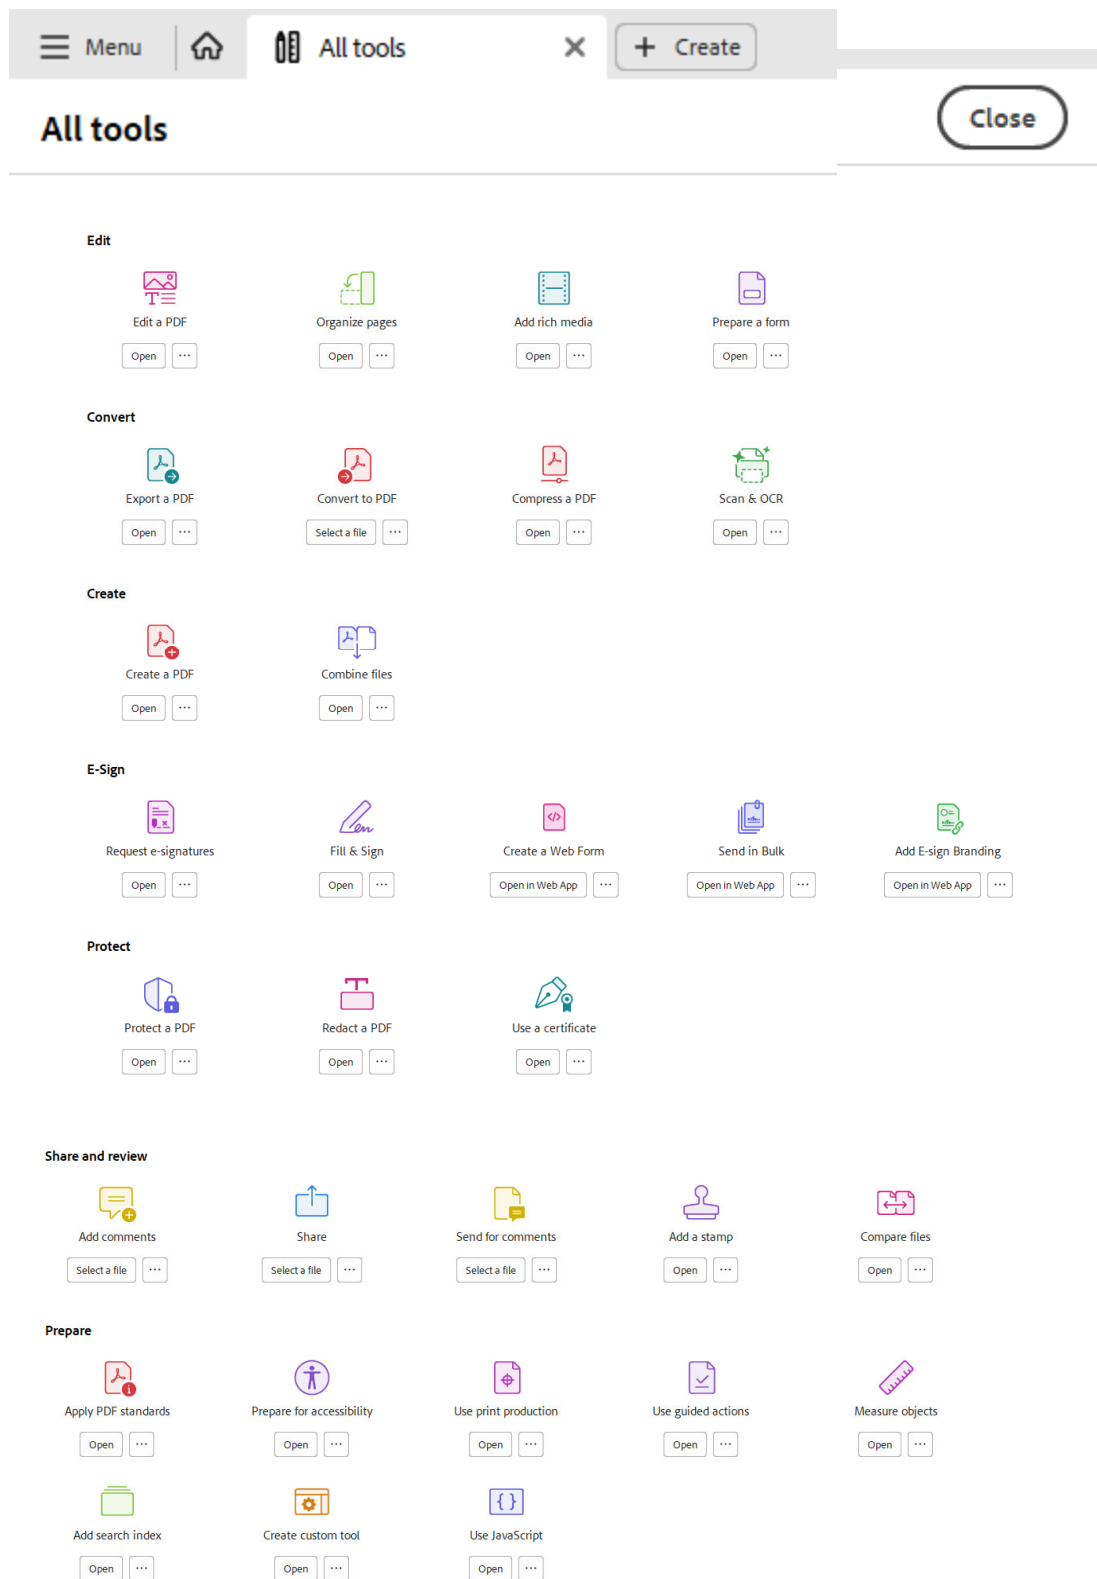 Menu All tools Create
All tools Close
Edit
Edit a PDF Organize pages Add rich media Prepare a form
Open ... Open ... Open ... Open ...
Convert
Export a PDF Convert to PDF Compress a PDF Scan & OCR
Open ... Select a file ... Open ... Open ...
Create
Create a PDF Combine files
Open ... Open ...
E-Sign
Request e-signatures Fill & Sign Create a Web Form Send in Bulk Add E-sign Branding
Open ... Open ... Open in Web App ... Open in Web App ... Open in Web App ...
Protect
Protect a PDF Redact a PDF Use a certificate
Open ... Open ... Open ...
Share and review
Add comments Share Send for comments Add a stamp Compare files
Select a file ... Select a file ... Select a file ... Open ... Open ...
Prepare
Apply PDF standards Prepare for accessibility Use print production Use guided actions Measure objects
Open ... Open ... Open ... Open ... Open ...
Add search index Create custom tool Use JavaScript
Open ... Open ... Open ...